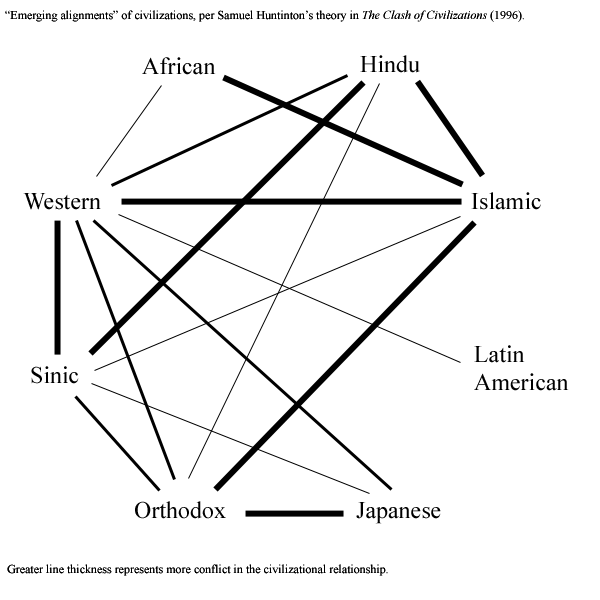 “Emerging alignments” of civilizations, per Samuel Huntinton’s theory in The Clash of Civilizations (1996).
African
Hindu
Western
Islamic
Latin
American
Sinic
Orthodox
Japanese
Greater line thickness represents more conflict in the civilizational relationship.